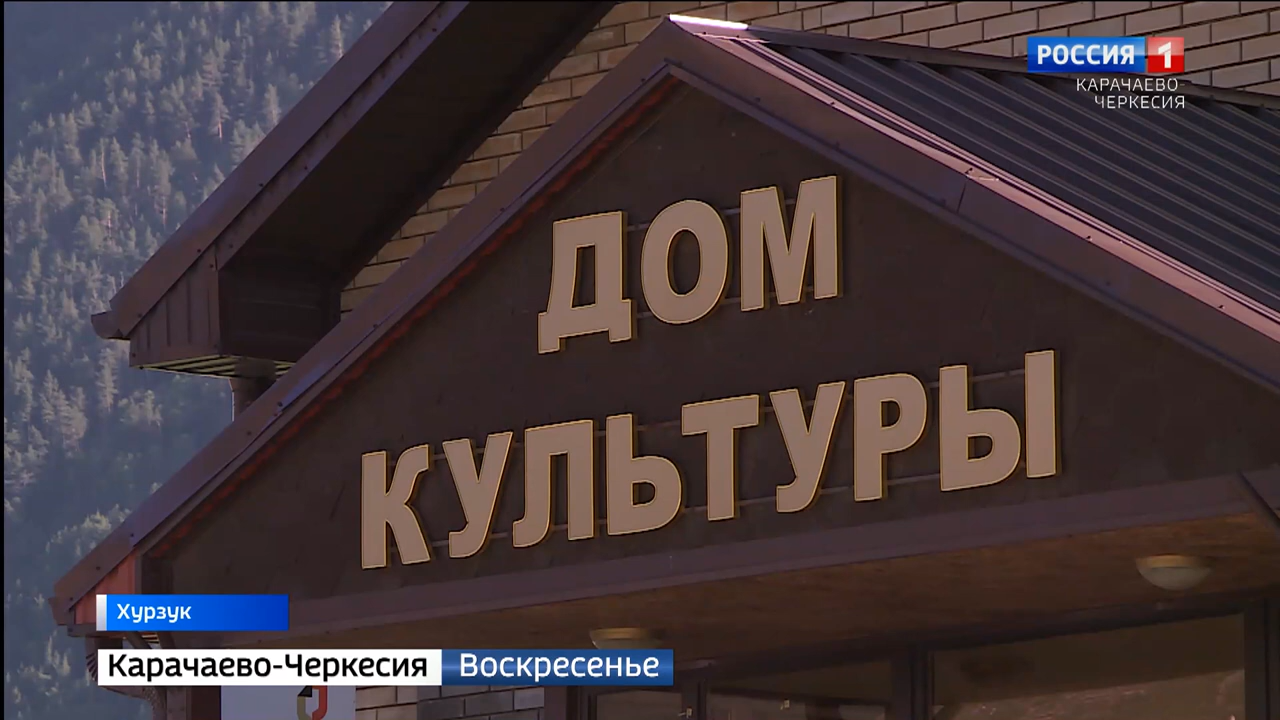 РОССИЯ 1
КАРАЧАЕВО-
ЧЕРКЕСИЯ
ДОМ
КУЛЬТУРЫ
Хурзук
Карачаево-Черкесия Воскресенье